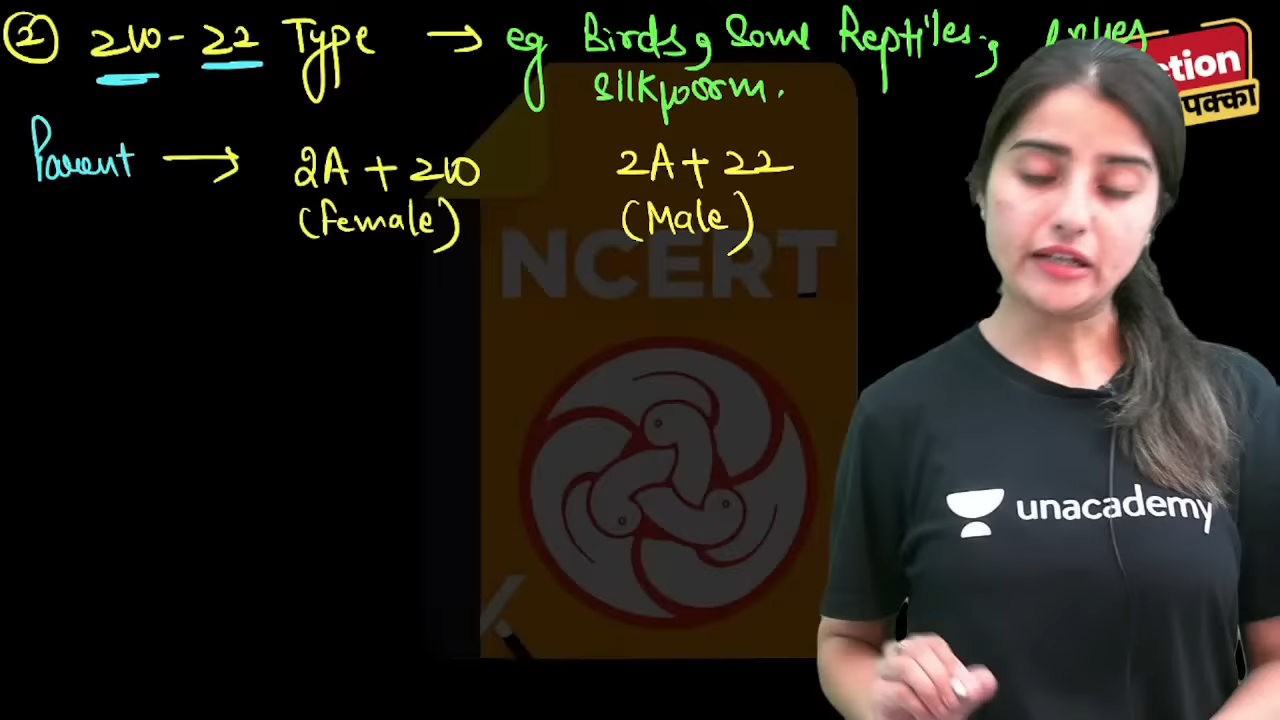 ② ZW - ZZ Type → eg Birds, Some Reptiles,
silkworm.
ction
पक्का
Parent → 2A + ZW 2A + ZZ
(female) (Male)
NCERT
unacademy